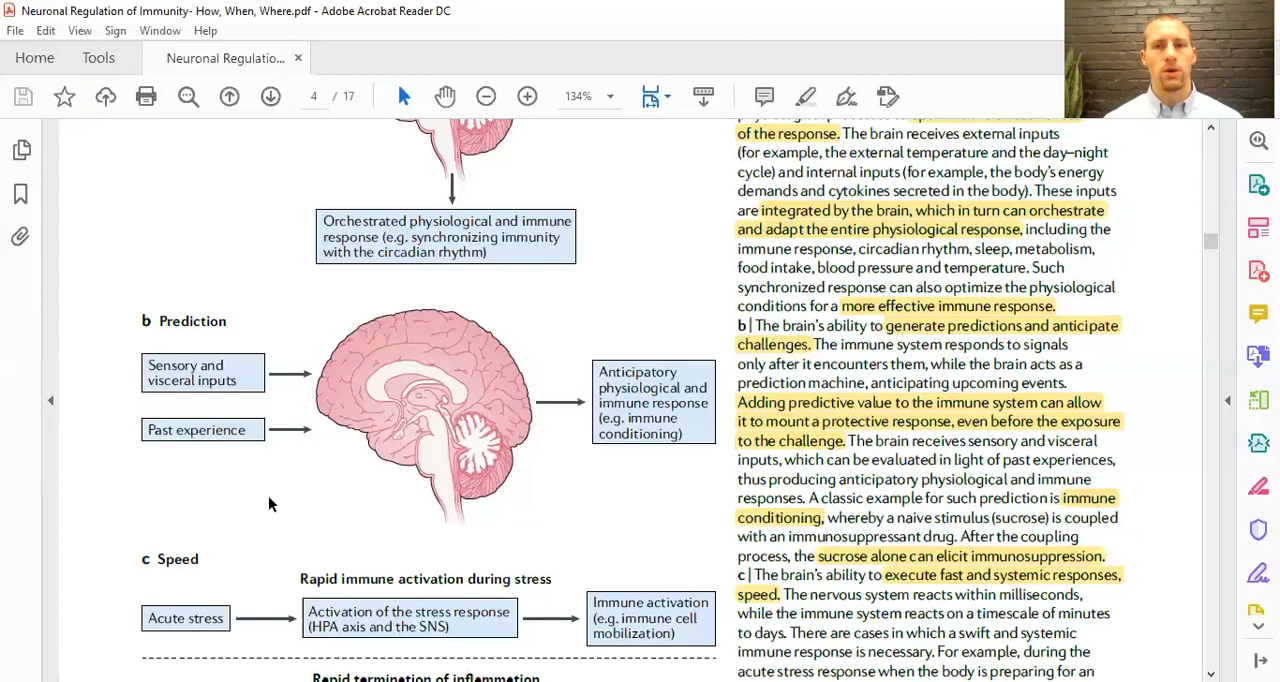 Neuronal Regulation of Immunity- How, When, Where.pdf - Adobe Acrobat Reader DC
File Edit View Sign Window Help
Home Tools Neuronal Regulatio... ×
4 / 17 134%
Orchestrated physiological and immune
response (e.g. synchronizing immunity
with the circadian rhythm)
b Prediction
Sensory and
visceral inputs
Past experience
Anticipatory
physiological and
immune response
(e.g. immune
conditioning)
c Speed
Rapid immune activation during stress
Acute stress
Activation of the stress response
(HPA axis and the SNS)
Immune activation
(e.g. immune cell
mobilization)
Rapid termination of inflammation
of the response. The brain receives external inputs
(for example, the external temperature and the day–night
cycle) and internal inputs (for example, the body's energy
demands and cytokines secreted in the body). These inputs
are integrated by the brain, which in turn can orchestrate
and adapt the entire physiological response, including the
immune response, circadian rhythm, sleep, metabolism,
food intake, blood pressure and temperature. Such
synchronized response can also optimize the physiological
conditions for a more effective immune response.
b | The brain's ability to generate predictions and anticipate
challenges. The immune system responds to signals
only after it encounters them, while the brain acts as a
prediction machine, anticipating upcoming events.
Adding predictive value to the immune system can allow
it to mount a protective response, even before the exposure
to the challenge. The brain receives sensory and visceral
inputs, which can be evaluated in light of past experiences,
thus producing anticipatory physiological and immune
responses. A classic example for such prediction is immune
conditioning, whereby a naive stimulus (sucrose) is coupled
with an immunosuppressant drug. After the coupling
process, the sucrose alone can elicit immunosuppression.
c | The brain's ability to execute fast and systemic responses,
speed. The nervous system reacts within milliseconds,
while the immune system reacts on a timescale of minutes
to days. There are cases in which a swift and systemic
immune response is necessary. For example, during the
acute stress response when the body is preparing for an